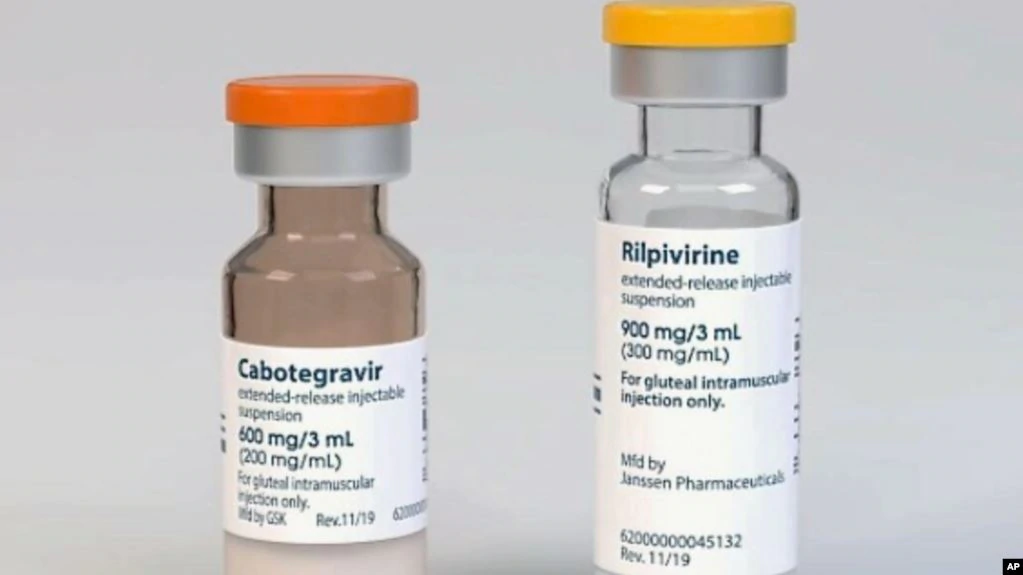 Cabotegravir
extended-release injectable
suspension
600 mg/3 mL
(200 mg/mL)
For gluteal intramuscular
injection only.
Mfd by GSK Rev.11/19
Rilpivirine
extended-release injectable
suspension
900 mg/3 mL
(300 mg/mL)
For gluteal intramuscular
injection only.
Mfd by
Janssen Pharmaceuticals
62000000045132
Rev. 11/19
AP